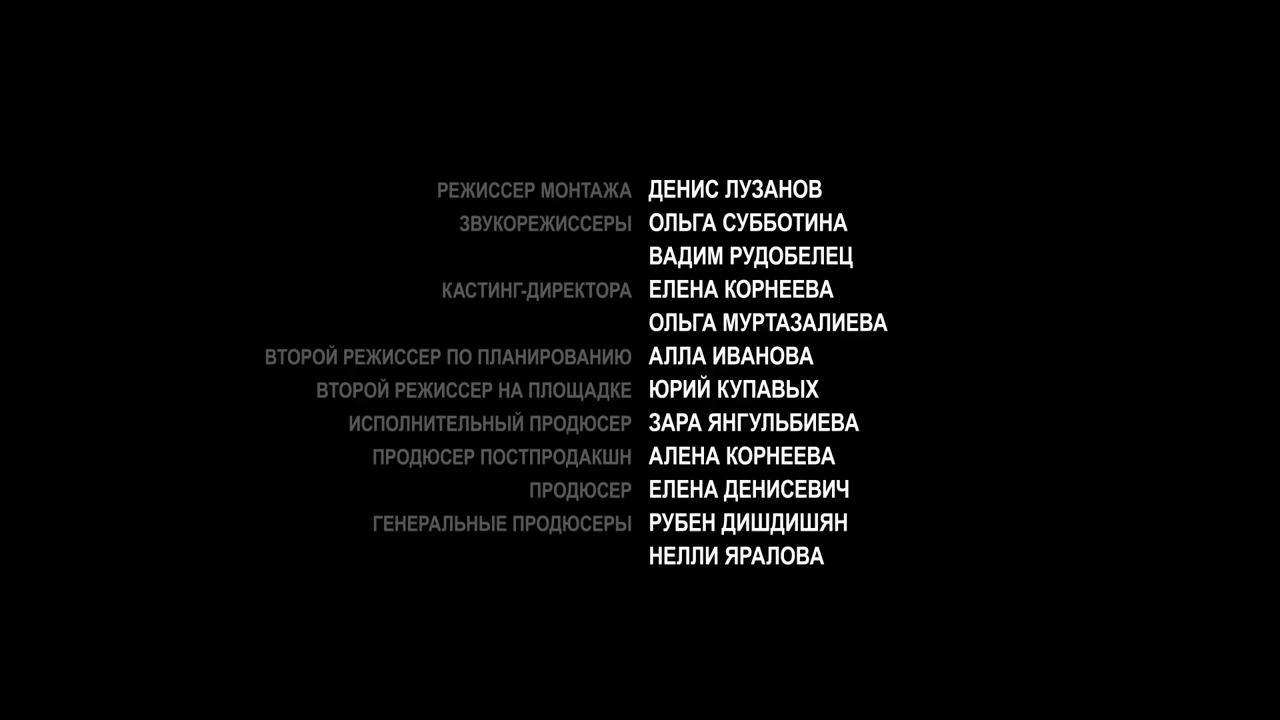 РЕЖИССЕР МОНТАЖА ДЕНИС ЛУЗАНОВ
ЗВУКОРЕЖИССЕРЫ ОЛЬГА СУББОТИНА
ВАДИМ РУДОБЕЛЕЦ
КАСТИНГ-ДИРЕКТОРА ЕЛЕНА КОРНЕЕВА
ОЛЬГА МУРТАЗАЛИЕВА
ВТОРОЙ РЕЖИССЕР ПО ПЛАНИРОВАНИЮ АЛЛА ИВАНОВА
ВТОРОЙ РЕЖИССЕР НА ПЛОЩАДКЕ ЮРИЙ КУПАВЫХ
ИСПОЛНИТЕЛЬНЫЙ ПРОДЮСЕР ЗАРА ЯНГУЛЬБИЕВА
ПРОДЮСЕР ПОСТПРОДАКШН АЛЕНА КОРНЕЕВА
ПРОДЮСЕР ЕЛЕНА ДЕНИСЕВИЧ
ГЕНЕРАЛЬНЫЕ ПРОДЮСЕРЫ РУБЕН ДИШДИШЯН
НЕЛЛИ ЯРАЛОВА